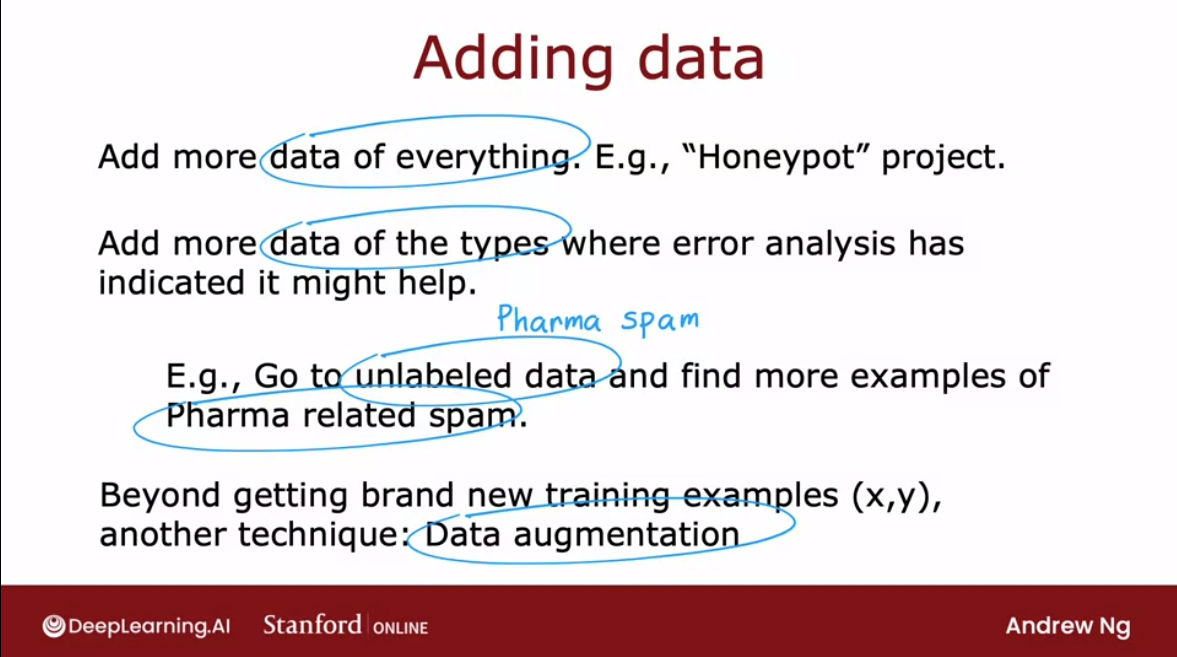 Adding data
Add more data of everything. E.g., “Honeypot” project.
Add more data of the types where error analysis has
indicated it might help.
Pharma spam
E.g., Go to unlabeled data and find more examples of
Pharma related spam.
Beyond getting brand new training examples (x,y),
another technique: Data augmentation
DeepLearning.AI Stanford ONLINE Andrew Ng